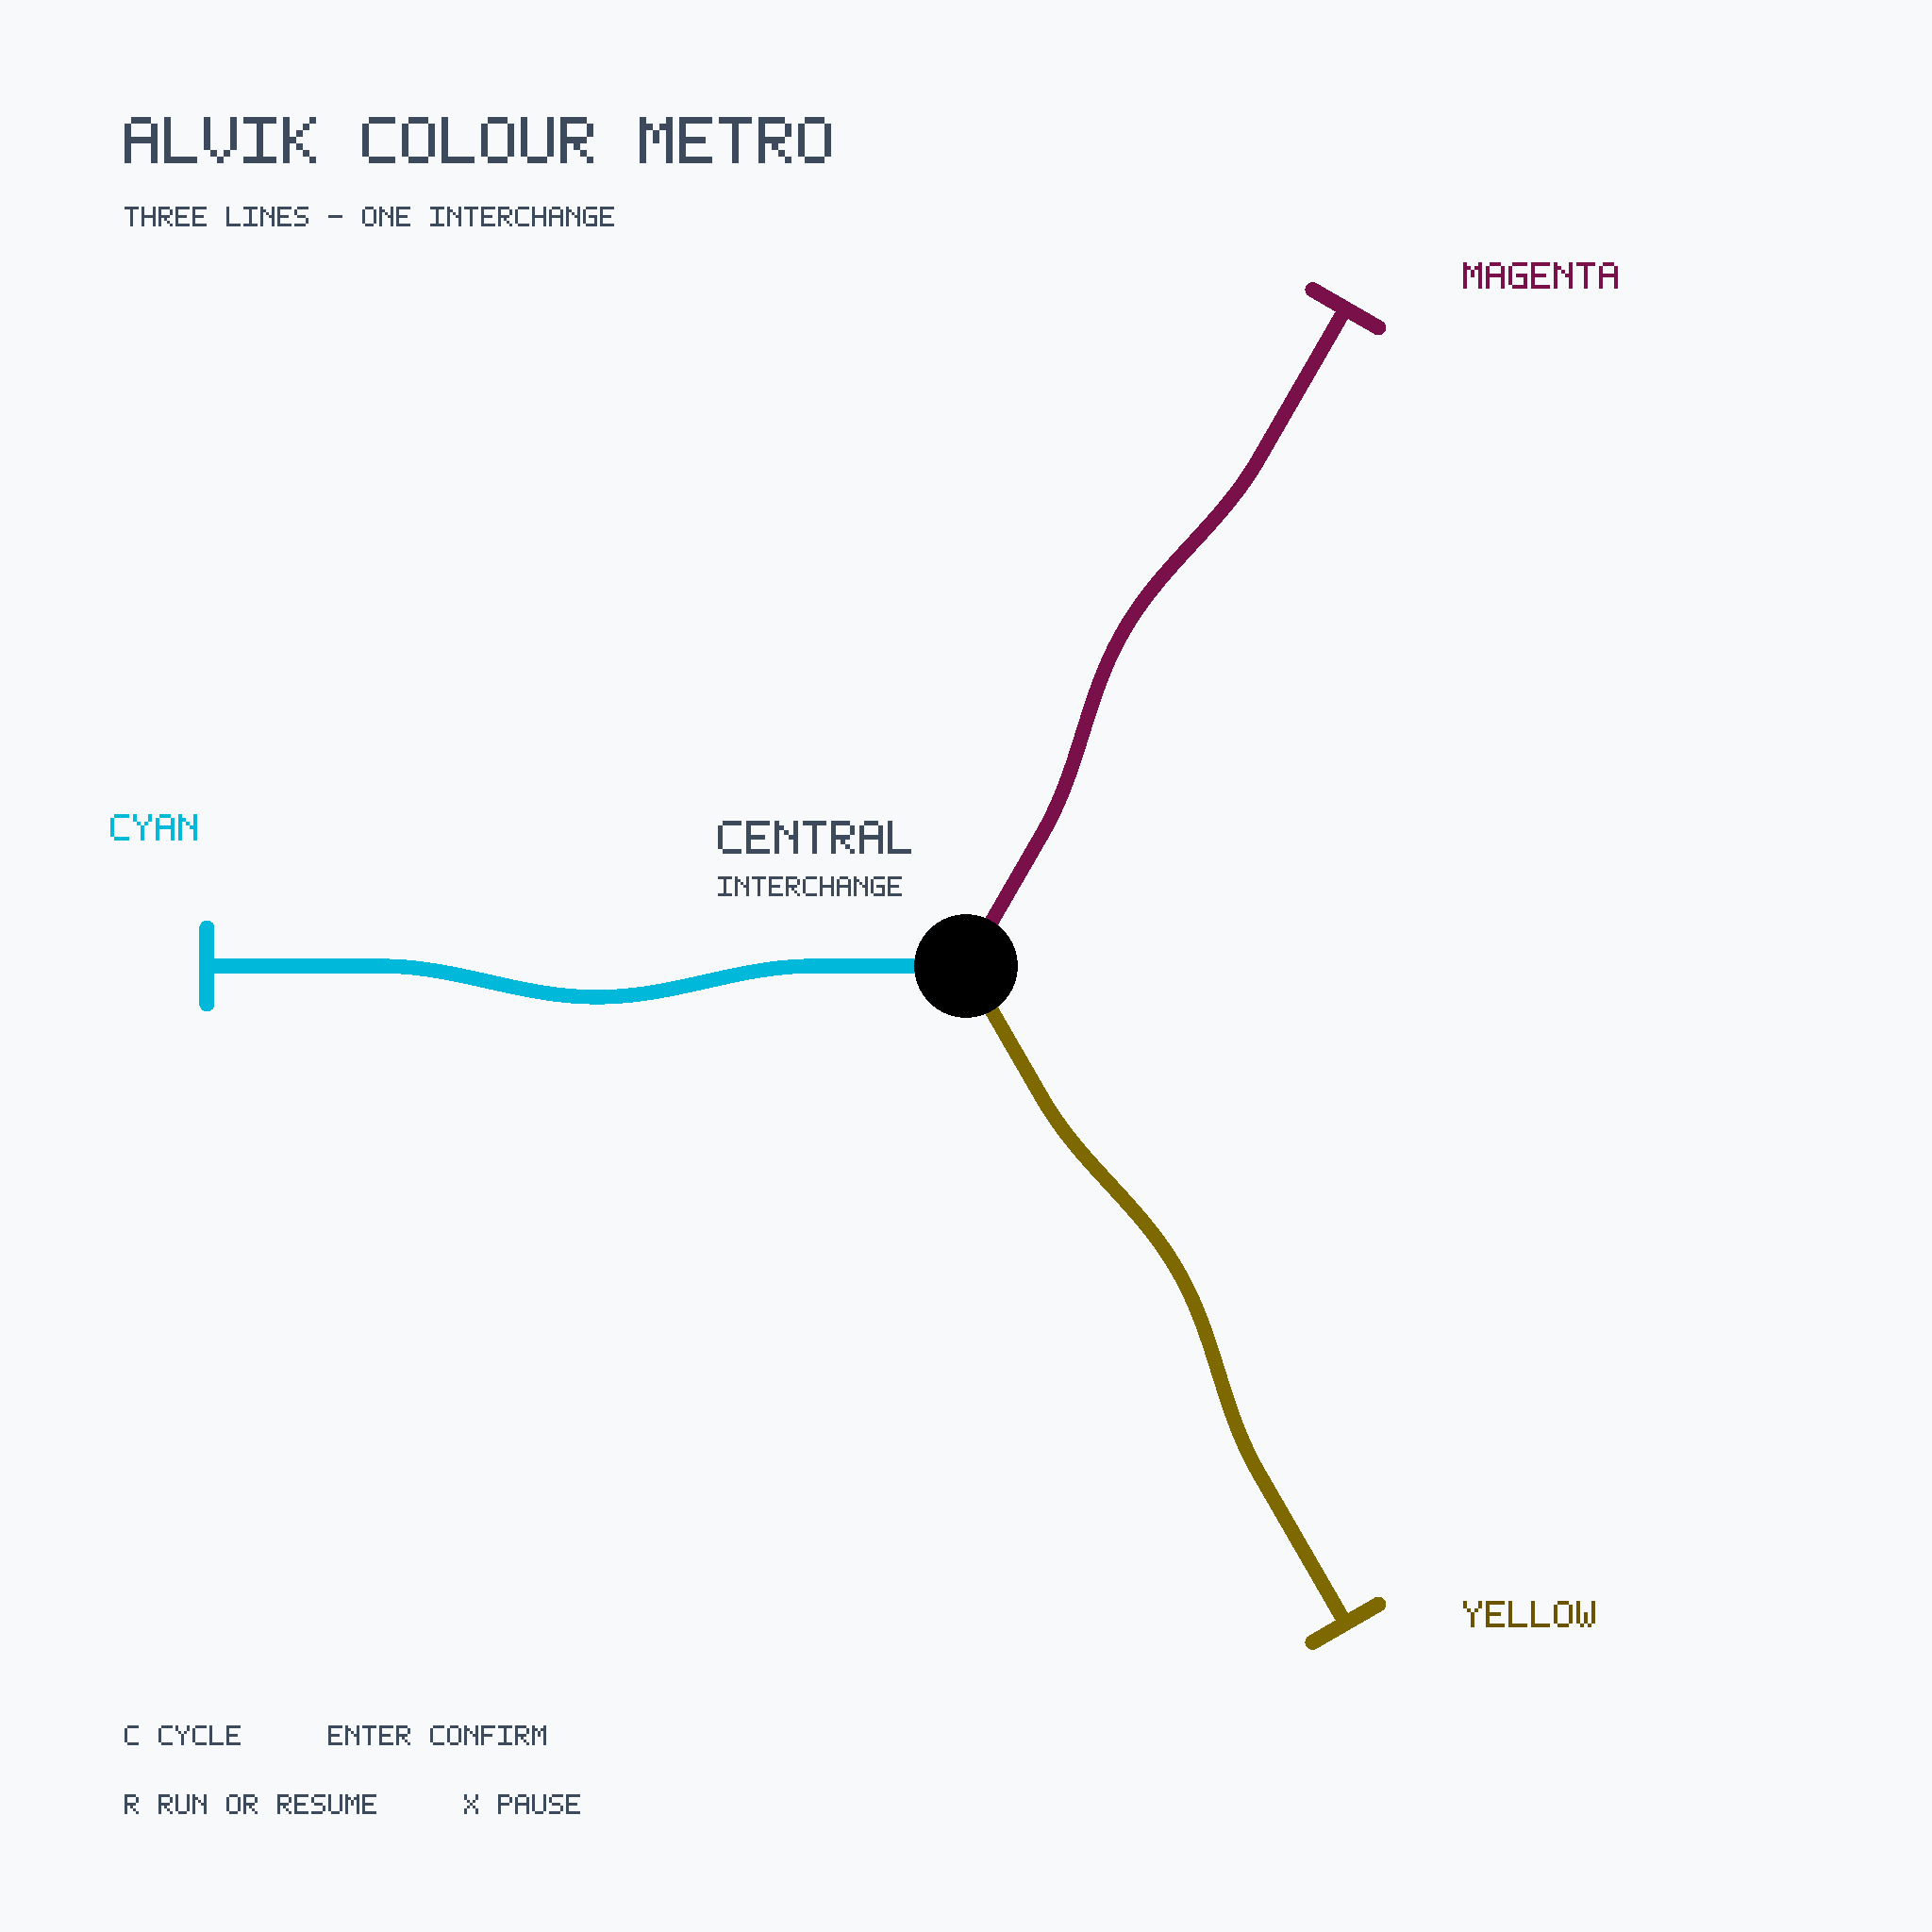 ALVIK COLOUR METRO
THREE LINES - ONE INTERCHANGE
MAGENTA
CYAN
CENTRAL
INTERCHANGE
YELLOW
C CYCLE ENTER CONFIRM
R RUN OR RESUME X PAUSE